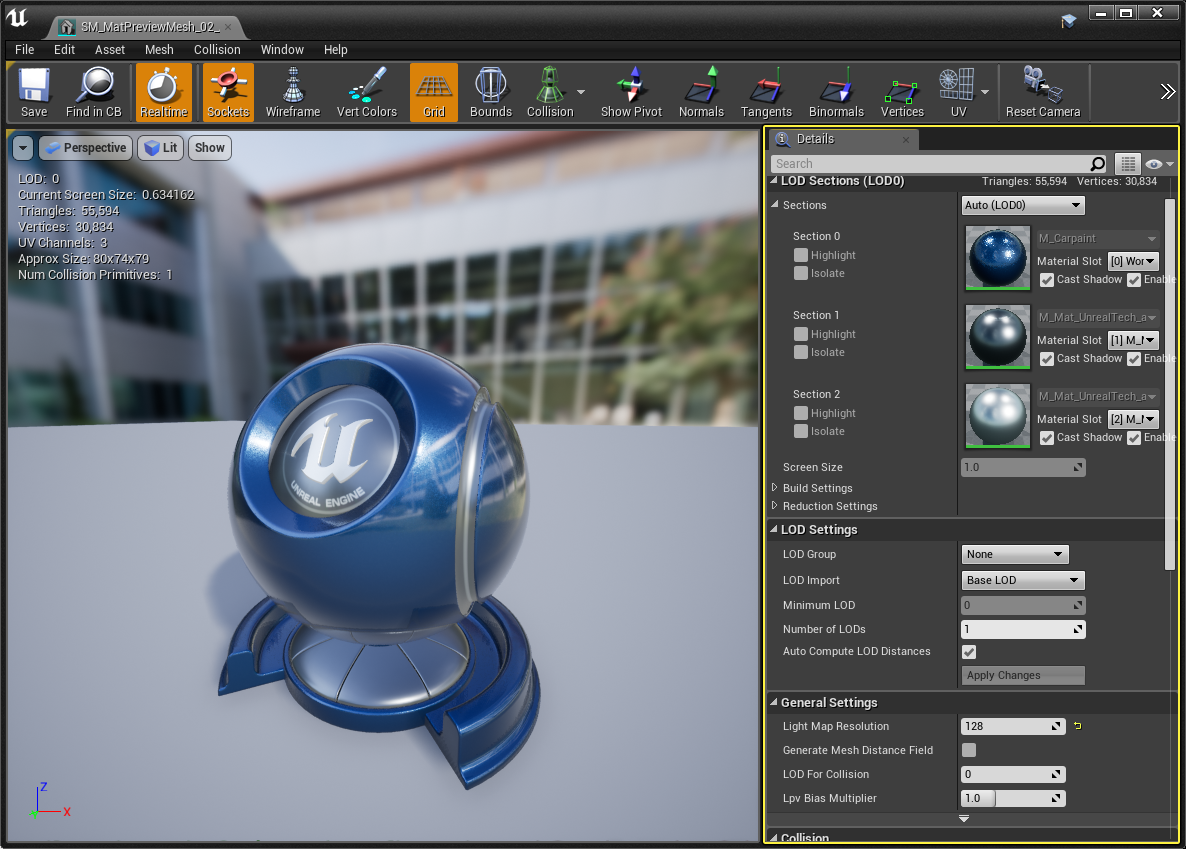 SM_MatPreviewMesh_02_
File Edit Asset Mesh Collision Window Help
Save Find in CB Realtime Sockets Wireframe Vert Colors Grid Bounds Collision Show Pivot Normals Tangents Binormals Vertices UV Reset Camera
Perspective Lit Show
LOD: 0
Current Screen Size: 0.634162
Triangles: 55,594
Vertices: 30,834
UV Channels: 3
Approx Size: 80x74x79
Num Collision Primitives: 1
UNREAL ENGINE
Z
X
Details
Search
LOD Sections (LOD0) Triangles: 55,594 Vertices: 30,834
Sections Auto (LOD0)
Section 0 M_Carpaint
Highlight Material Slot [0] Wor
Isolate Cast Shadow Enable
Section 1 M_Mat_UnrealTech_a
Highlight Material Slot [1] M_M
Isolate Cast Shadow Enable
Section 2 M_Mat_UnrealTech_a
Highlight Material Slot [2] M_M
Isolate Cast Shadow Enable
Screen Size 1.0
Build Settings
Reduction Settings
LOD Settings
LOD Group None
LOD Import Base LOD
Minimum LOD 0
Number of LODs 1
Auto Compute LOD Distances
Apply Changes
General Settings
Light Map Resolution 128
Generate Mesh Distance Field
LOD For Collision 0
Lpv Bias Multiplier 1.0
Collision